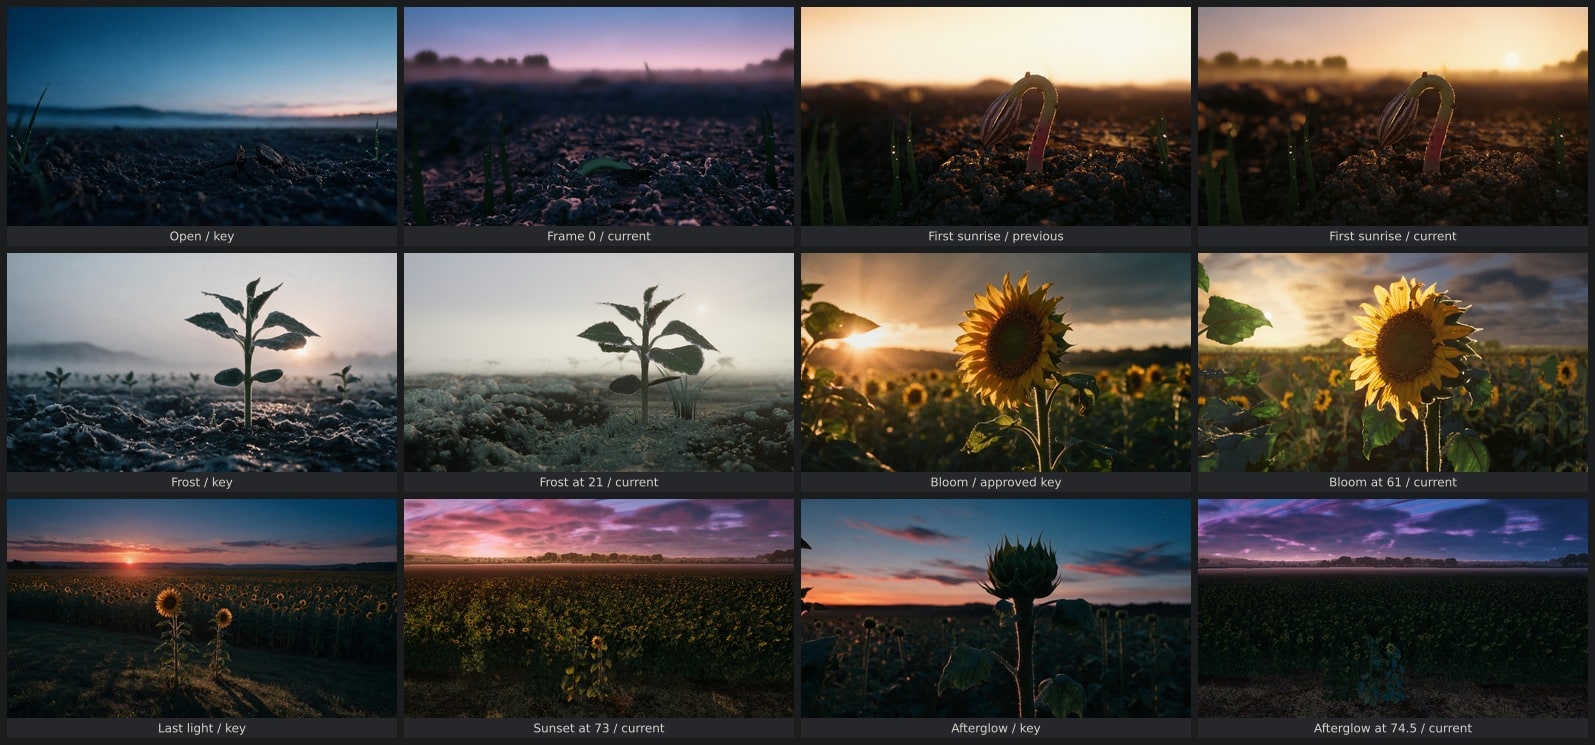 Open / key
Frame 0 / current
First sunrise / previous
First sunrise / current
Frost / key
Frost at 21 / current
Bloom / approved key
Bloom at 61 / current
Last light / key
Sunset at 73 / current
Afterglow / key
Afterglow at 74.5 / current